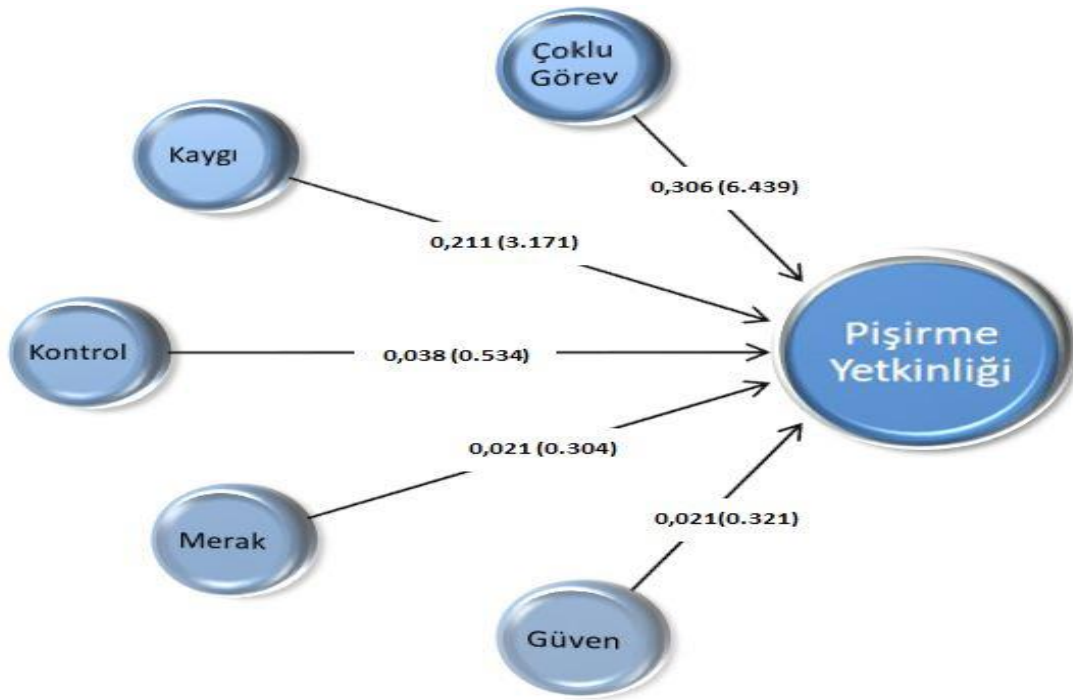 Çoklu
Görev
Kaygı
0,306 (6.439)
0,211 (3.171)
Kontrol
0,038 (0.534)
Pişirme
Yetkinliği
0,021 (0.304)
Merak
0,021(0.321)
Güven